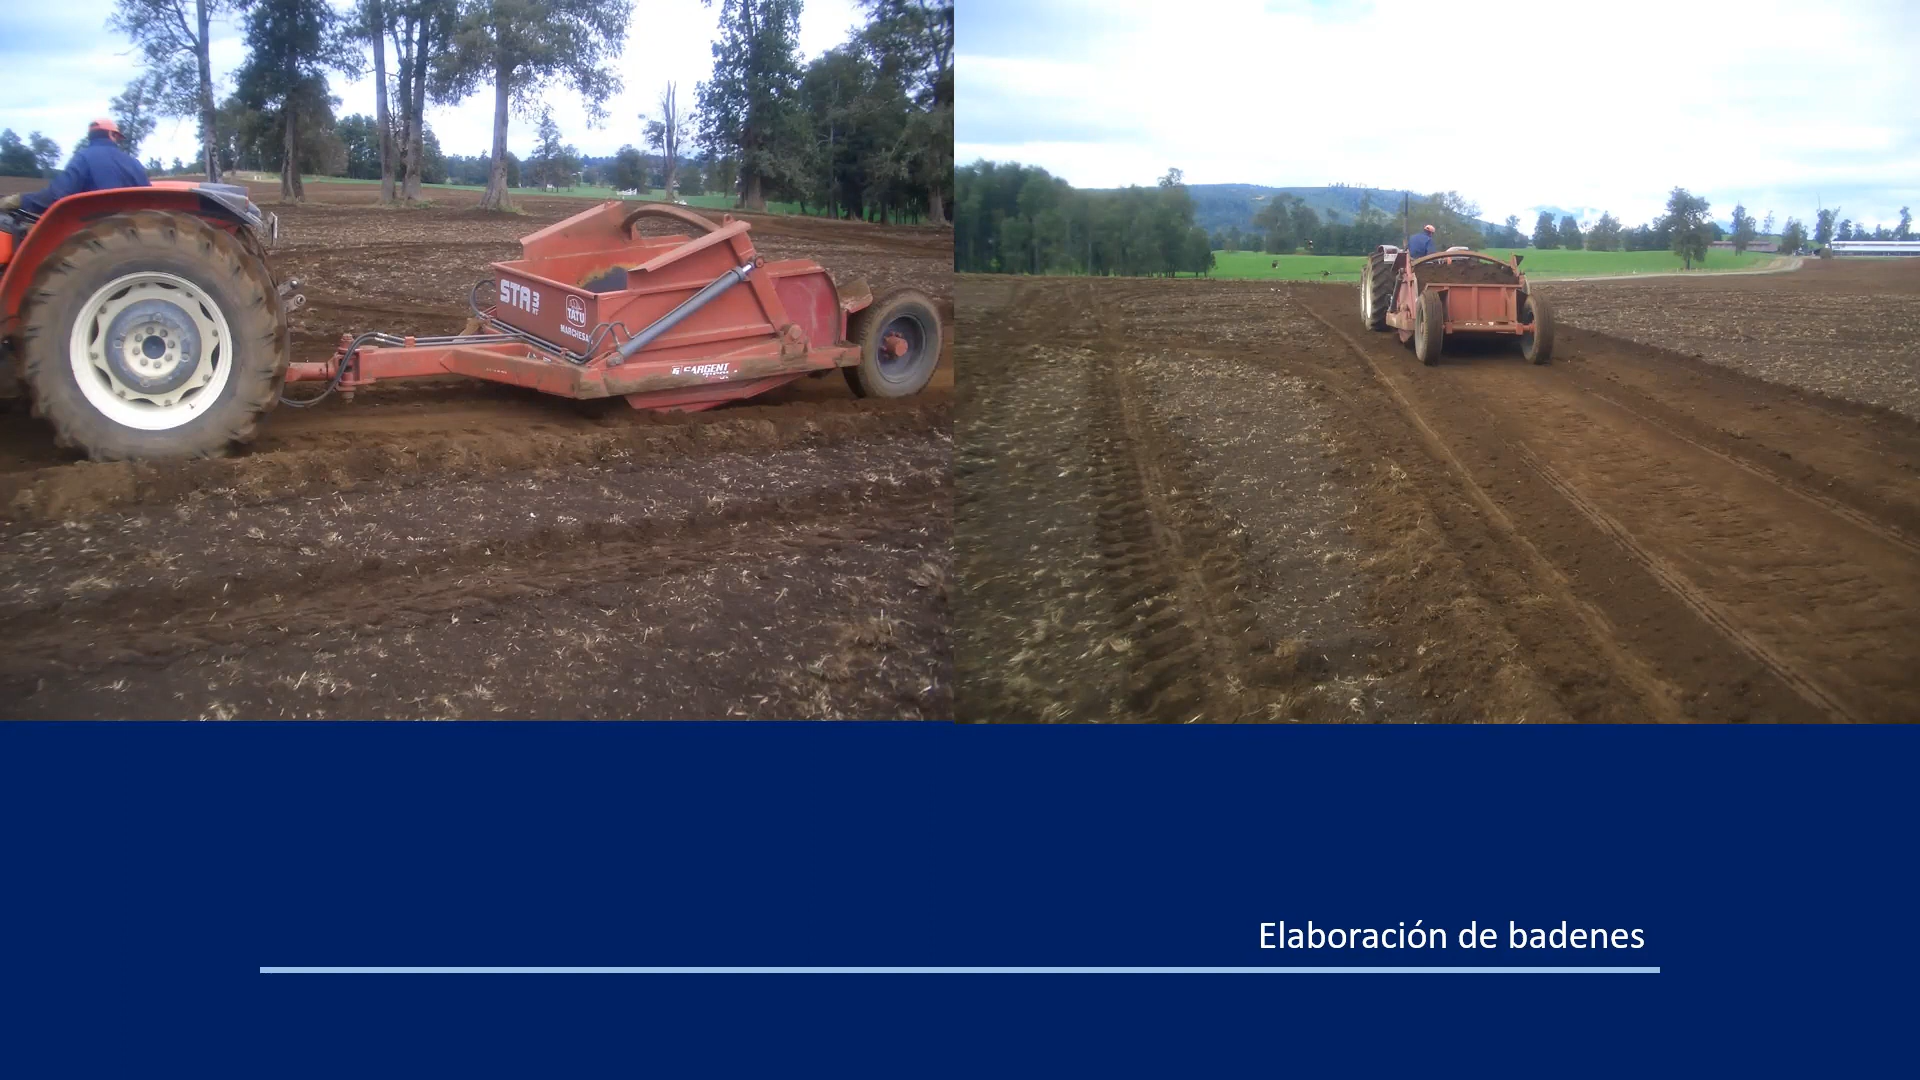 STA 3
TATU
MARCHESAN
SARGENT
Elaboración de badenes